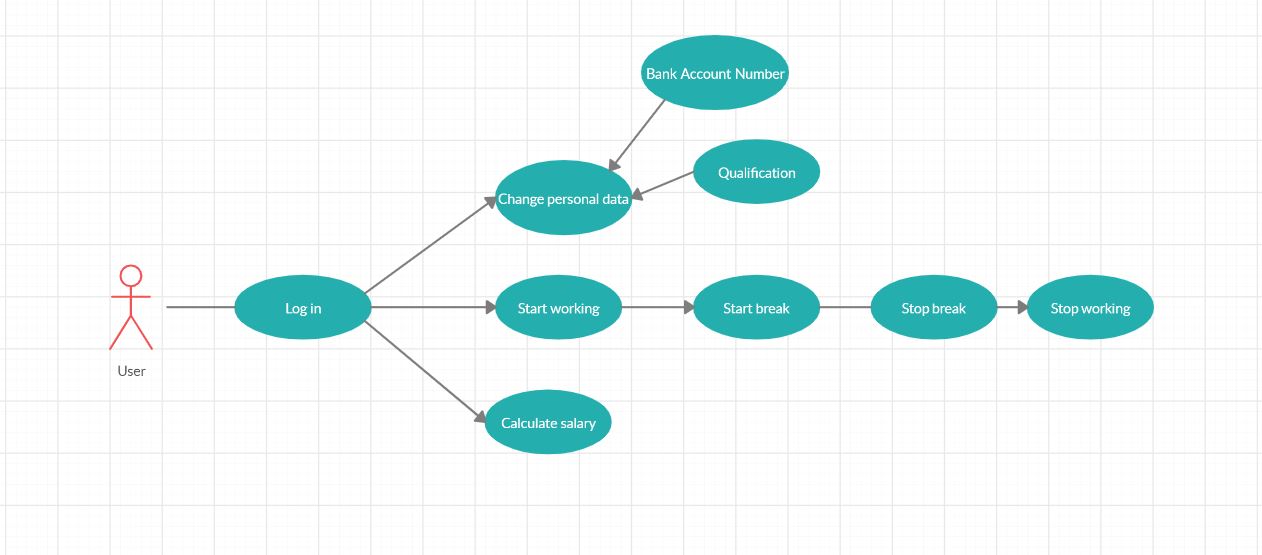 Bank Account Number
Qualification
Change personal data
User
Log in
Start working
Start break
Stop break
Stop working
Calculate salary